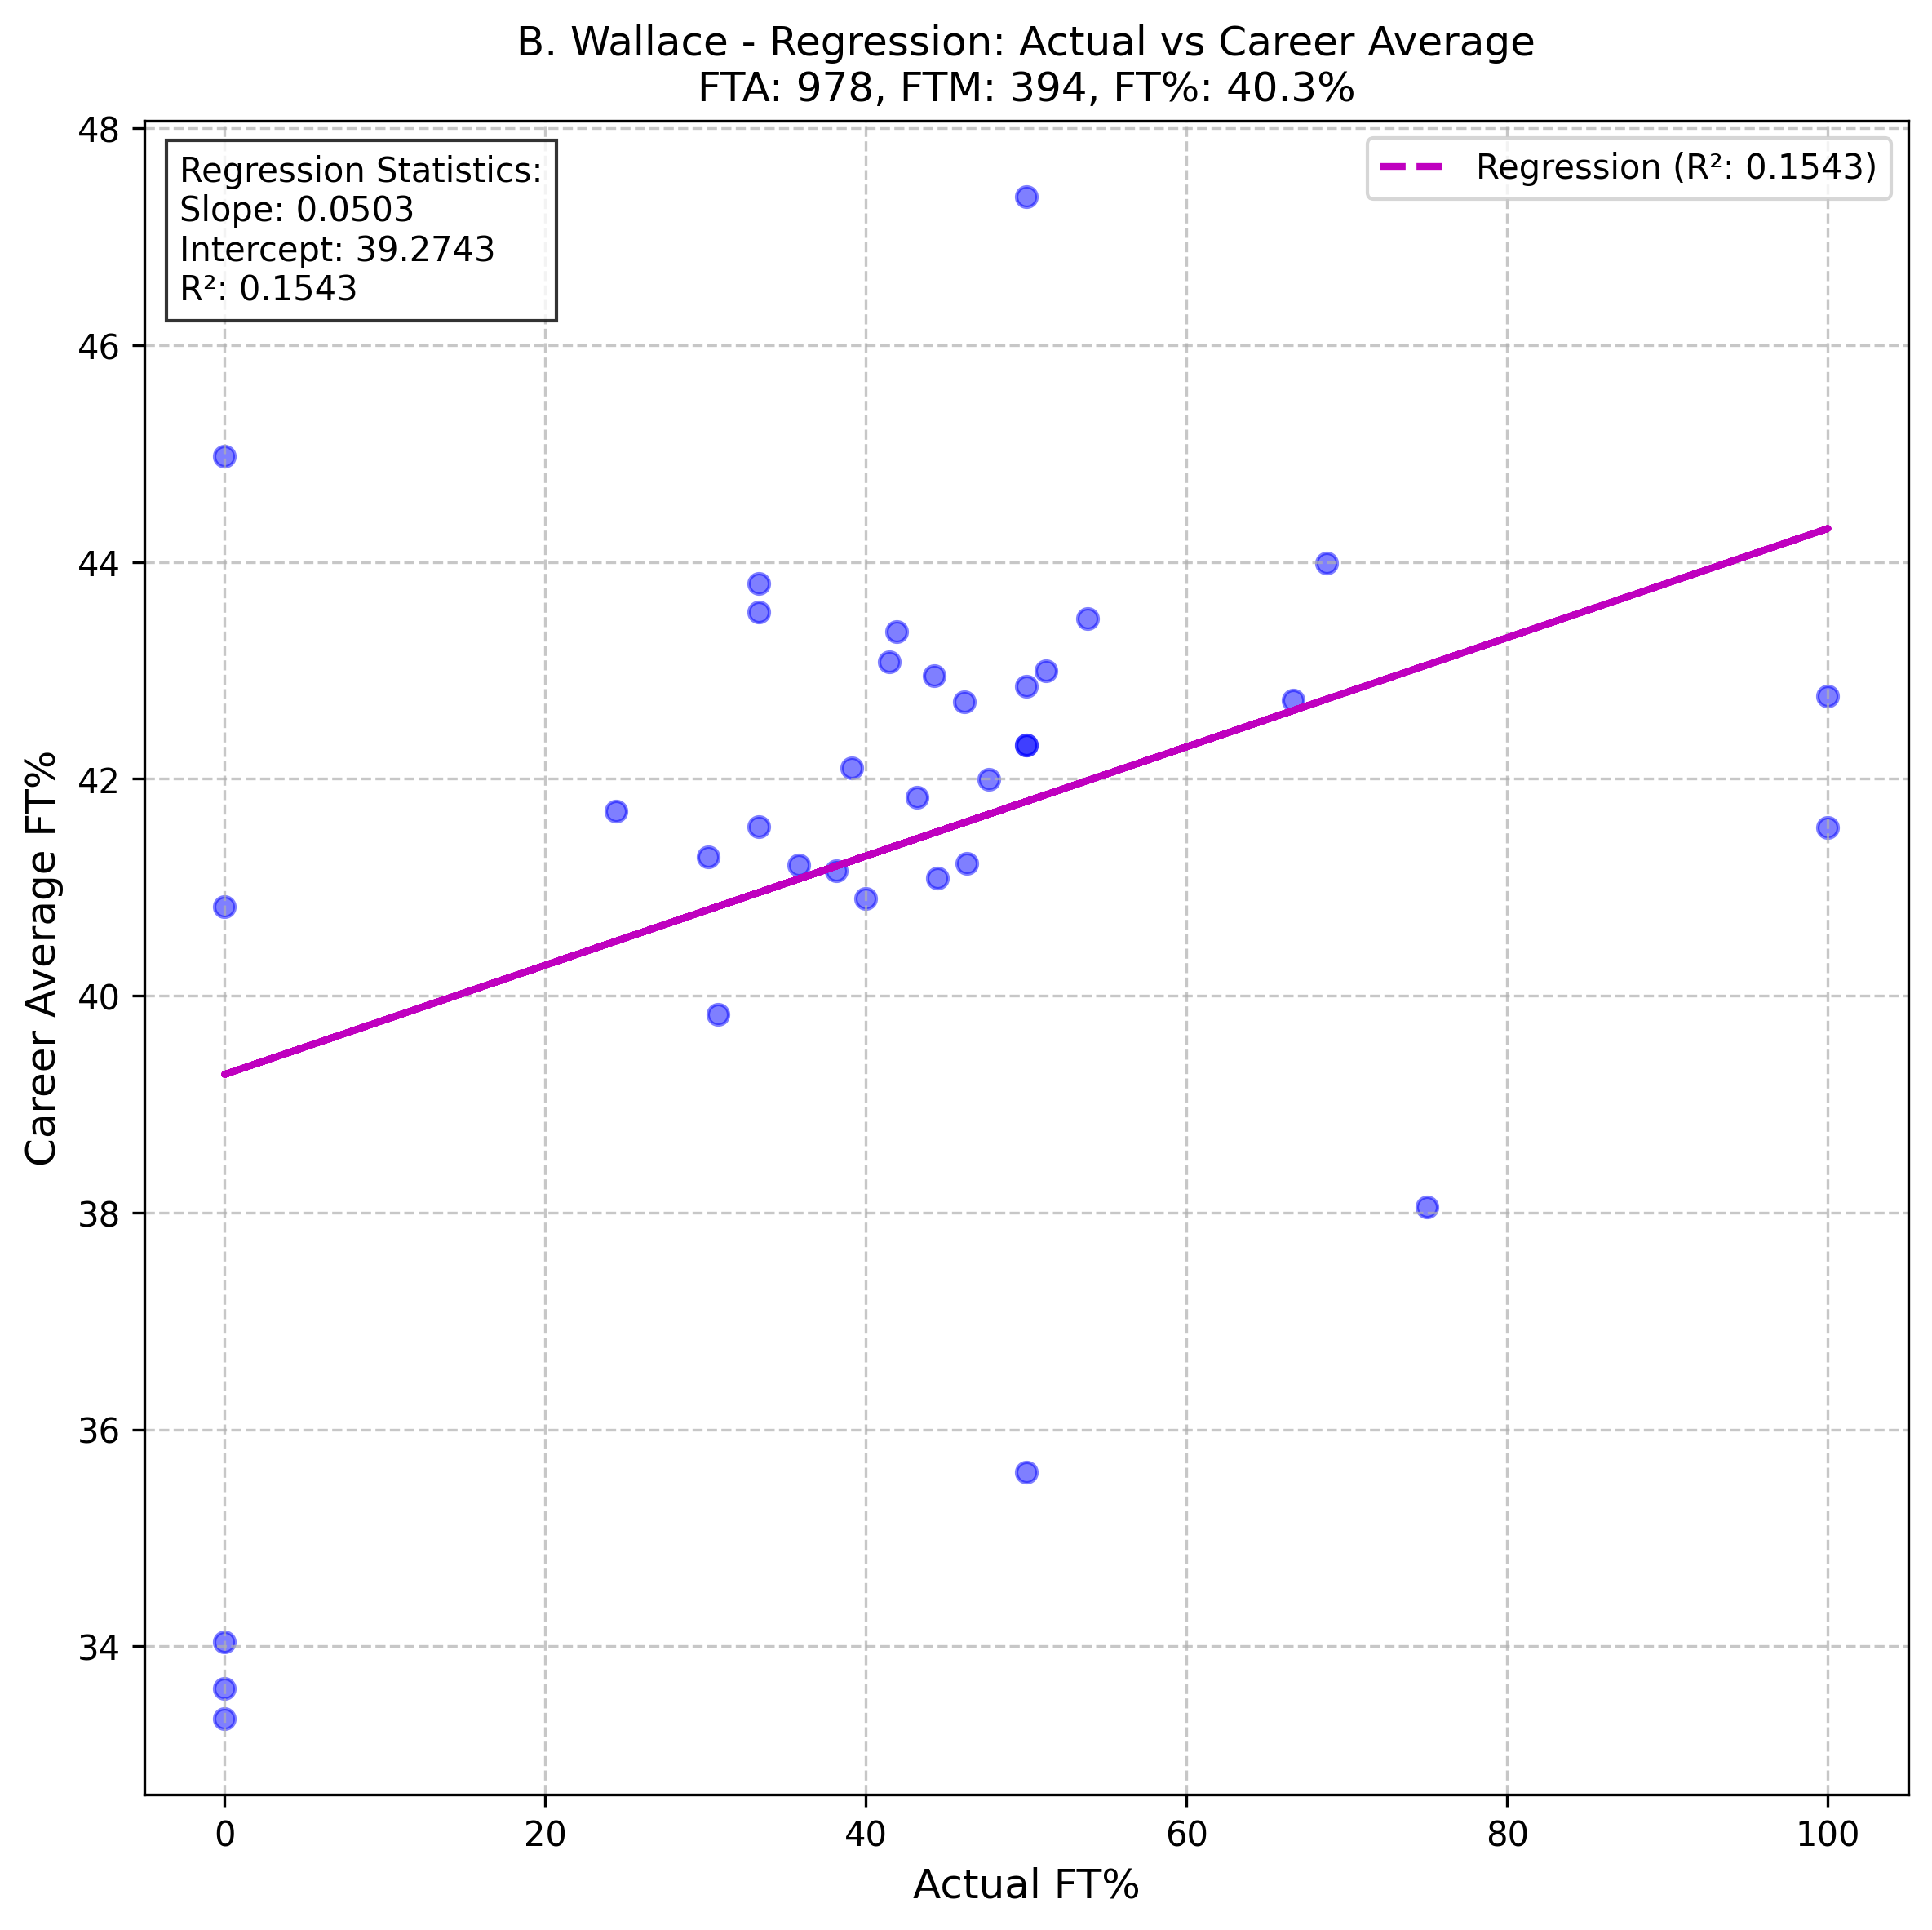 B. Wallace - Regression: Actual vs Career Average
FTA: 978, FTM: 394, FT%: 40.3%
Regression Statistics:
Slope: 0.0503
Intercept: 39.2743
R²: 0.1543
Regression (R²: 0.1543)
48
46
44
42
40
38
36
34
Career Average FT%
0
20
40
60
80
100
Actual FT%